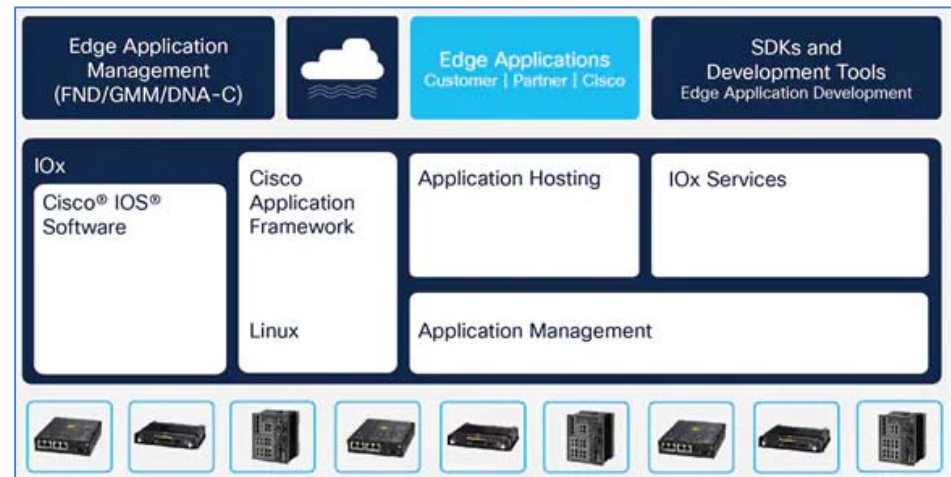 Edge Application
Management
(FND/GMM/DNA-C)
Edge Applications
Customer | Partner | Cisco
SDKs and
Development Tools
Edge Application Development
IOx
Cisco® IOS®
Software
Cisco
Application
Framework
Linux
Application Hosting
IOx Services
Application Management